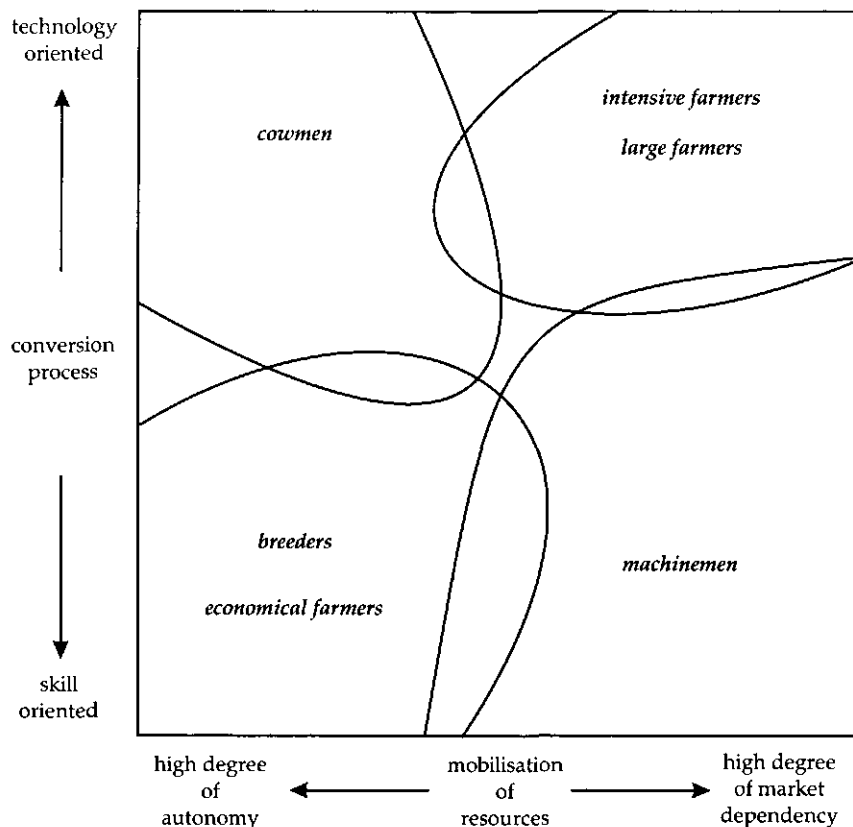 technology
oriented
cowmen
intensive farmers
large farmers
conversion
process
breeders
economical farmers
machinemen
skill
oriented
high degree
of
autonomy
mobilisation
of
resources
high degree
of market
dependency